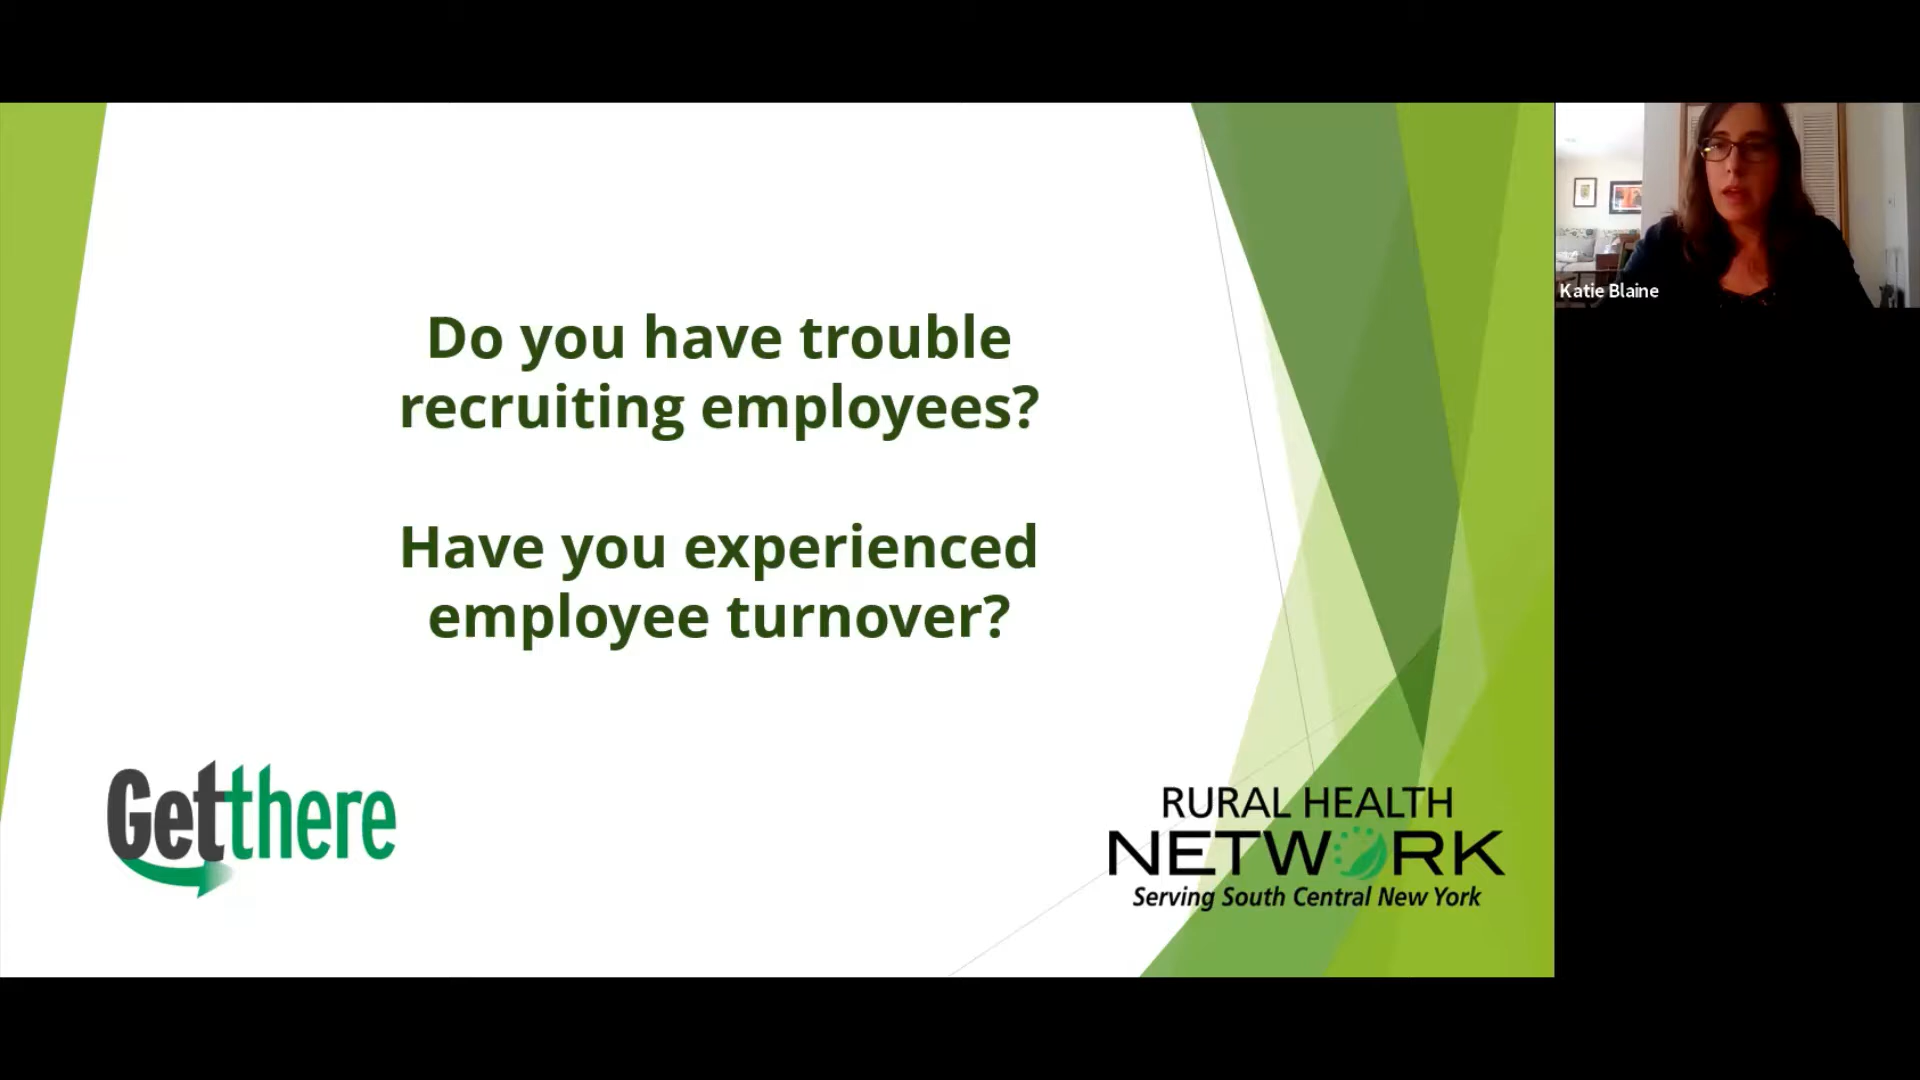 Do you have trouble
recruiting employees?
Have you experienced
employee turnover?
Getthere
RURAL HEALTH
NETWORK
Serving South Central New York
Katie Blaine